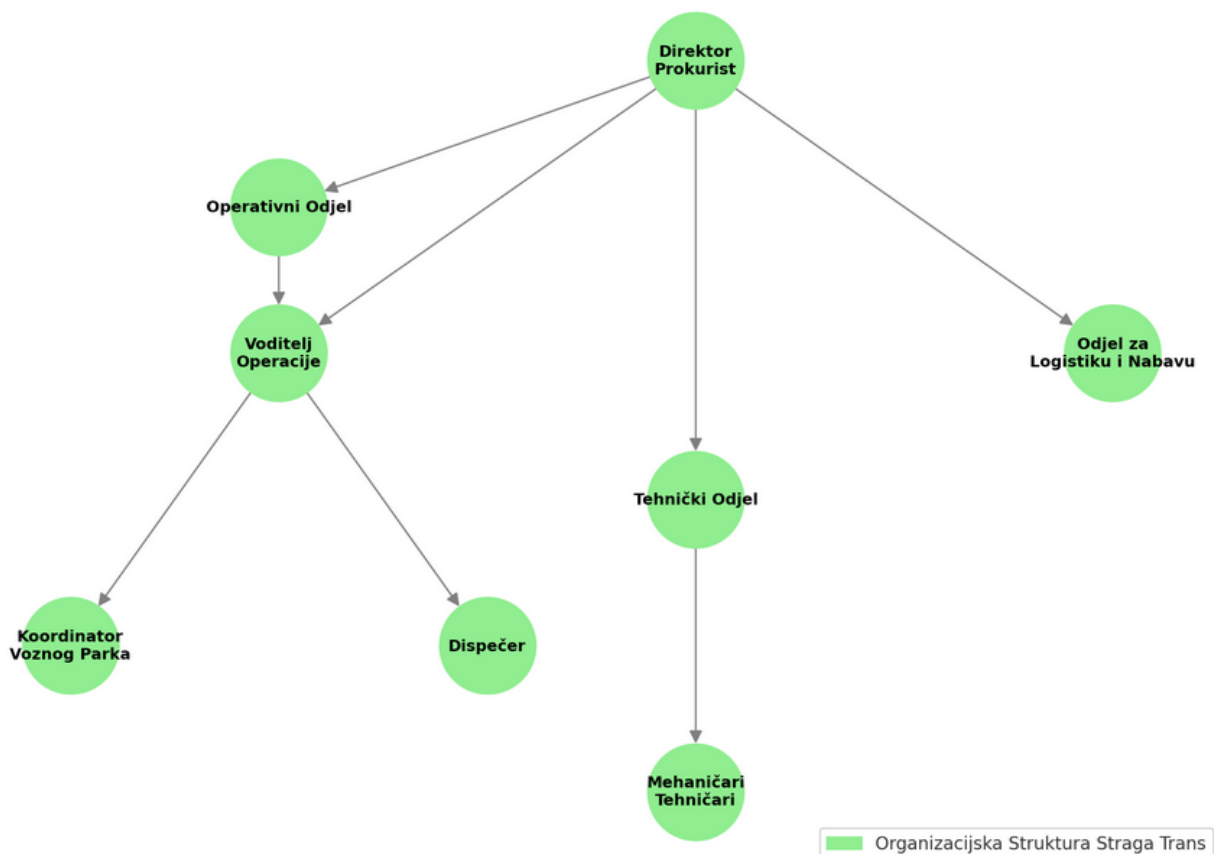 Direktor
Prokurist
Operativni Odjel
Voditelj
Operacije
Odjel za
Logistiku i Nabavu
Tehnički Odjel
Koordinator
Voznog Parka
Dispečer
Mehaničari
Tehničari
Organizacijska Struktura Straga Trans